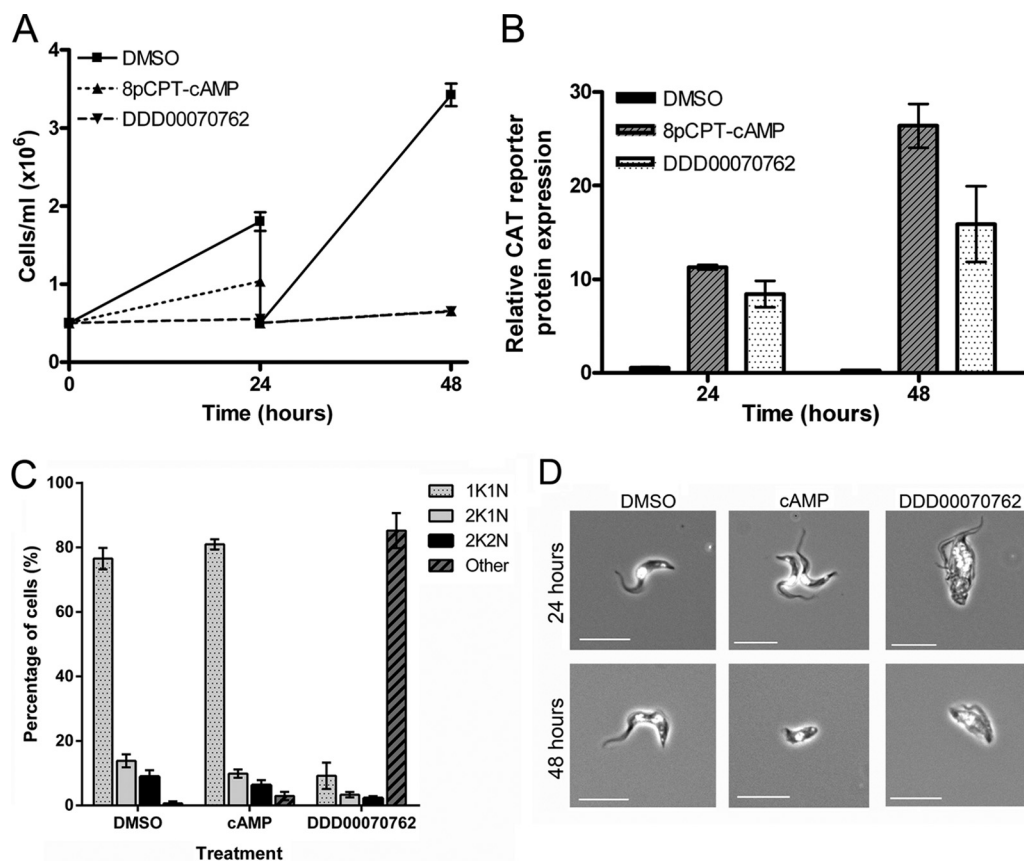 A
4
3
2
1
0
Cells/ml (x10⁶)
DMSO
8pCPT-cAMP
DDD00070762
0 24 48
Time (hours)
B
30
20
10
0
Relative CAT reporter
protein expression
DMSO
8pCPT-cAMP
DDD00070762
24 48
Time (hours)
C
100
80
60
40
20
0
Percentage of cells (%)
1K1N
2K1N
2K2N
Other
DMSO cAMP DDD00070762
Treatment
D
DMSO cAMP DDD00070762
24 hours
48 hours